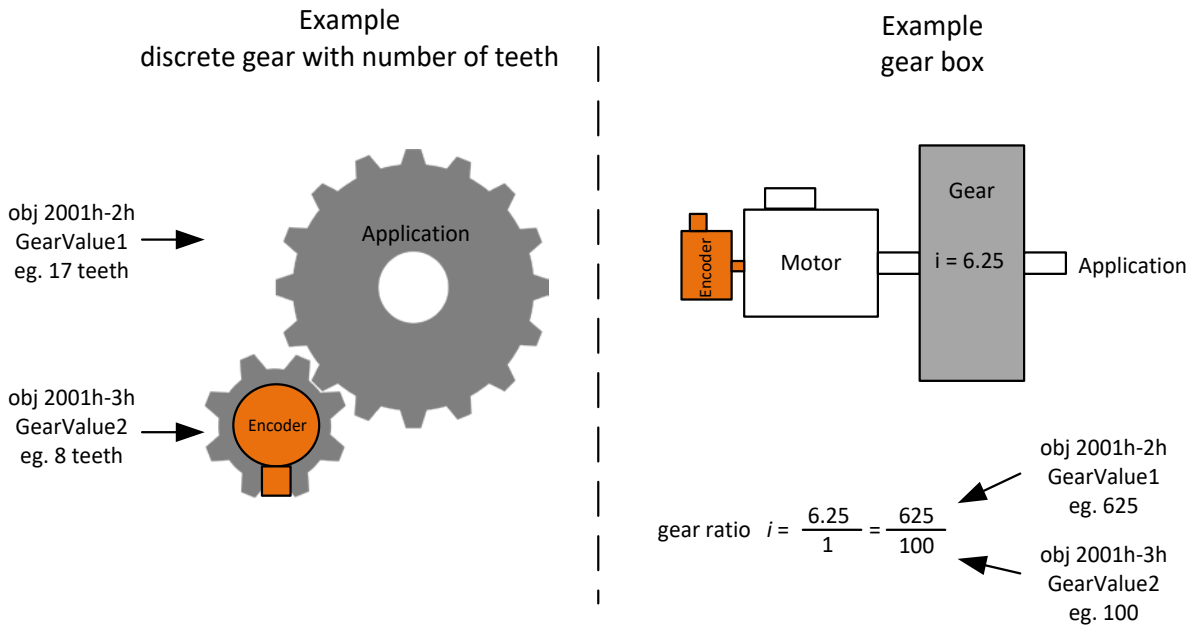 Example
discrete gear with number of teeth
obj 2001h-2h
GearValue1
eg. 17 teeth
Application
obj 2001h-3h
GearValue2
eg. 8 teeth
Encoder
Example
gear box
Encoder
Motor
Gear
i = 6.25
Application
gear ratio i = 6.25 / 1 = 625 / 100
obj 2001h-2h
GearValue1
eg. 625
obj 2001h-3h
GearValue2
eg. 100